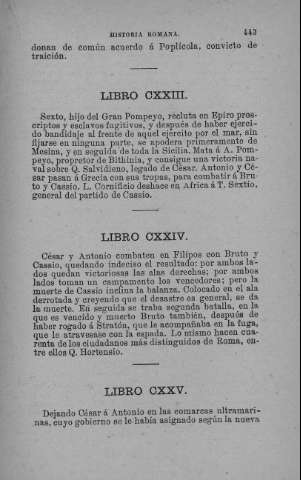 HISTORIA ROMANA. 443
donan de común acuerdo á Poplícola, convicto de
traición.
LIBRO CXXIII.
Sexto, hijo del Gran Pompeyo, recluta en Epiro pros-
criptos y esclavos fugitivos, y después de haber ejerci-
do bandidaje al frente de aquel ejército por el mar, sin
fijarse en ninguna parte, se apodera primeramente de
Mesina, y en seguida de toda la Sicilia. Mata á A. Pom-
peyo, propretor de Bithinia, y consigue una victoria na-
val sobre Q. Salvidieno, legado de César. Antonio y Cé-
sar pasan á Grecia con sus tropas, para combatir á Bru-
to y Cassio. L. Cornificio deshace en Africa á T. Sextio,
general del partido de Cassio.
LIBRO CXXIV.
César y Antonio combaten en Filipos con Bruto y
Cassio, quedando indeciso el resultado: por ambos la-
dos quedan victoriosas las alas derechas; por ambos
lados toman un campamento los vencedores; pero la
muerte de Cassio inclina la balanza. Colocado en el ala
derrotada y creyendo que el desastre es general, se da
la muerte. En seguida se traba segunda batalla, en la
que es vencido y muerto Bruto también, después de
haber rogado á Stratón, que le acompañaba en la fuga,
que le atravesase con la espada. Lo mismo hacen cua-
renta de los ciudadanos más distinguidos de Roma, en-
tre ellos Q. Hortensio.
LIBRO CXXV.
Dejando César á Antonio en las comarcas ultramari-
nas, cuyo gobierno se le había asignado según la nueva